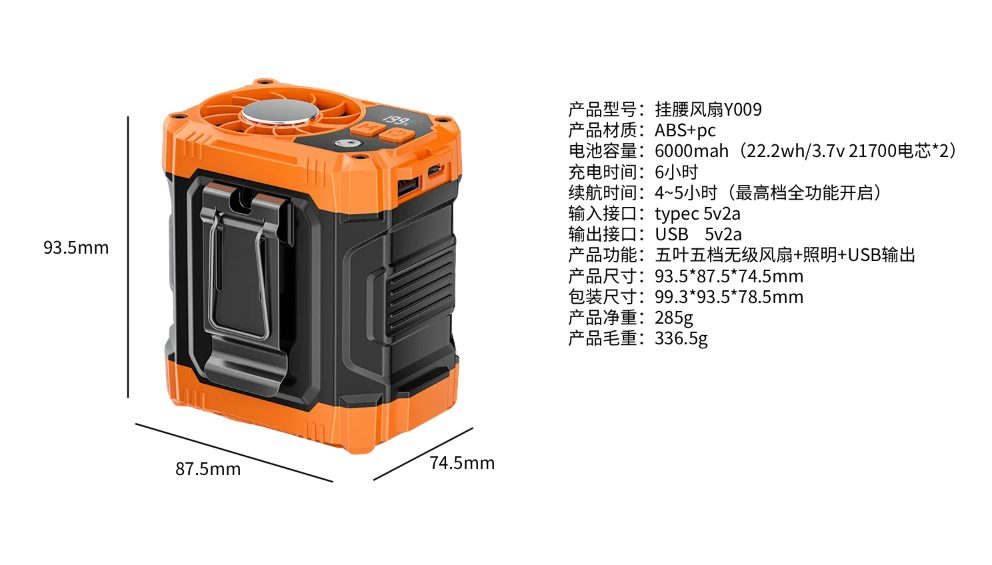 产品型号：挂腰风扇Y009
产品材质：ABS+pc
电池容量：6000mah（22.2wh/3.7v 21700电芯*2）
充电时间：6小时
续航时间：4~5小时（最高档全功能开启）
输入接口：typec 5v2a
输出接口：USB 5v2a
产品功能：五叶五档无级风扇+照明+USB输出
产品尺寸：93.5*87.5*74.5mm
包装尺寸：99.3*93.5*78.5mm
产品净重：285g
产品毛重：336.5g
199
M
93.5mm
87.5mm
74.5mm